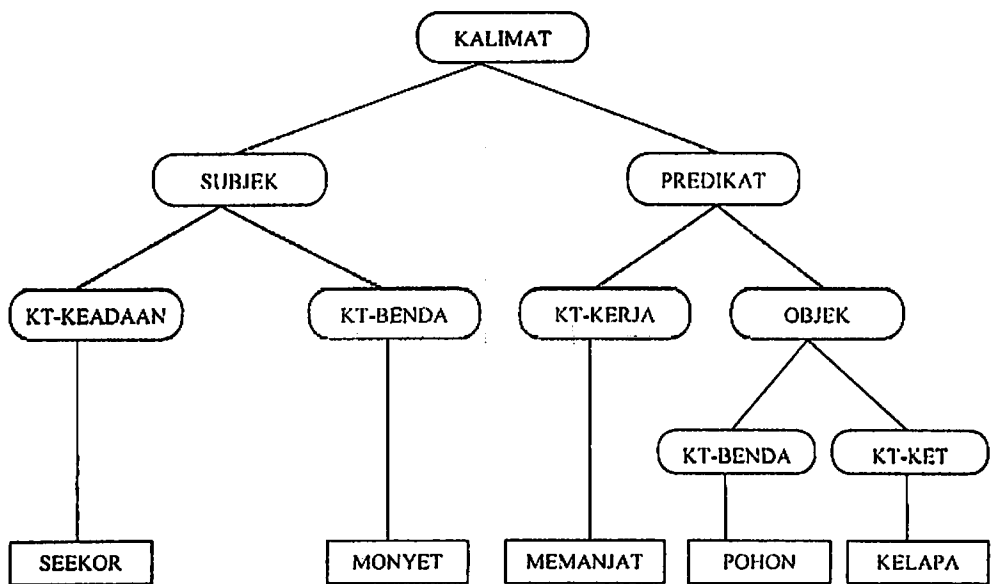 KALIMAT
SUBJEK PREDIKAT
KT-KEADAAN KT-BENDA KT-KERJA OBJEK
KT-BENDA KT-KET
SEEKOR MONYET MEMANJAT POHON KELAPA